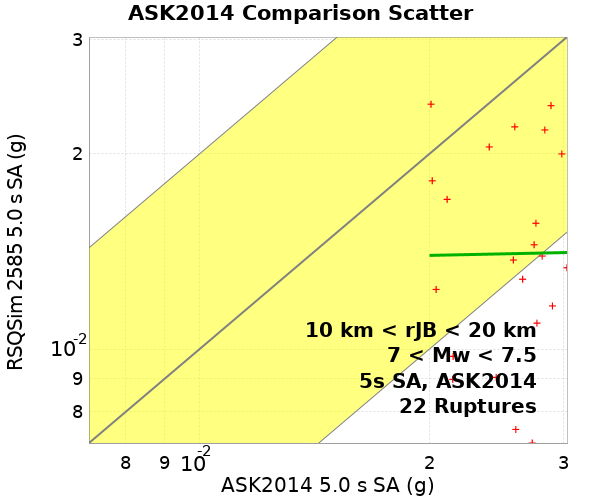 ASK2014 Comparison Scatter
RSQSim 2585 5.0 s SA (g)
3
2
10-2
9
8
10 km < rJB < 20 km
7 < Mw < 7.5
5s SA, ASK2014
22 Ruptures
8 9 10-2 2 3
ASK2014 5.0 s SA (g)